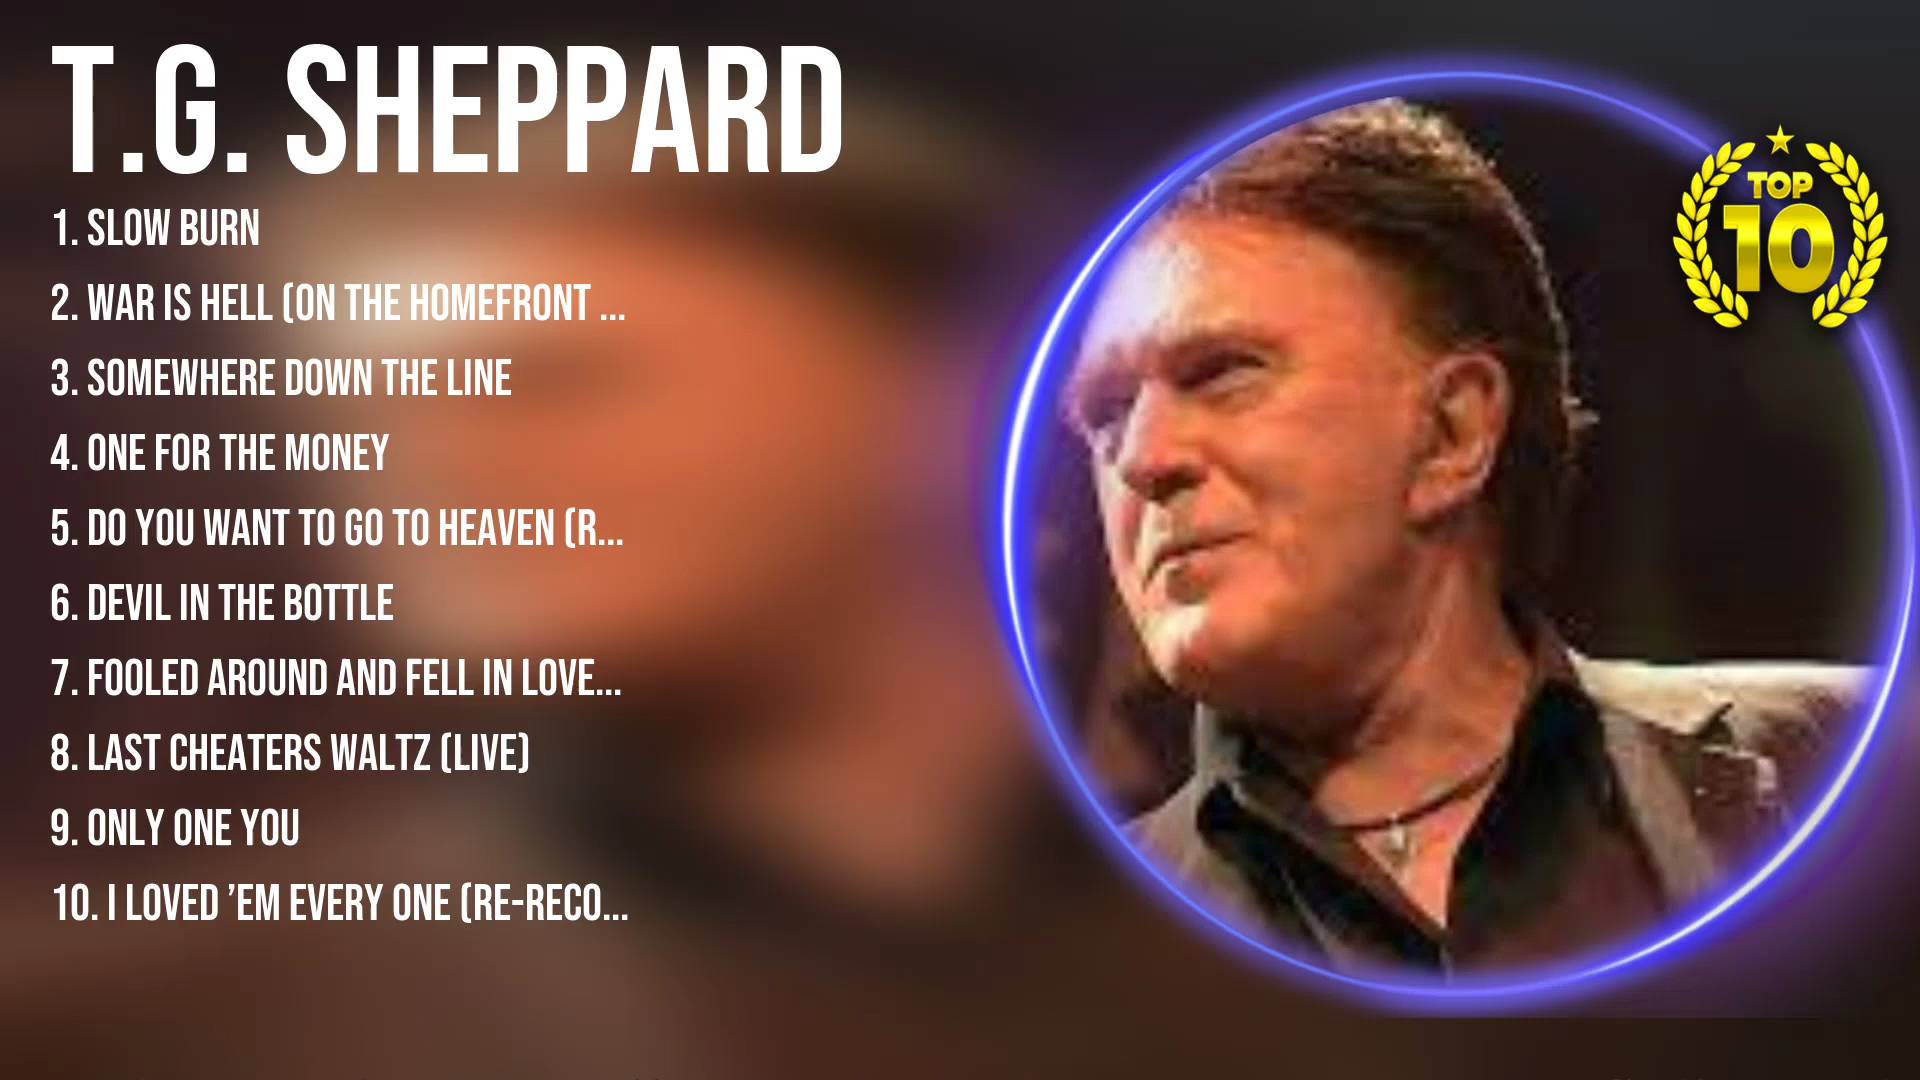 T.G. SHEPPARD
1. SLOW BURN
2. WAR IS HELL (ON THE HOMEFRONT ...
3. SOMEWHERE DOWN THE LINE
4. ONE FOR THE MONEY
5. DO YOU WANT TO GO TO HEAVEN (R...
6. DEVIL IN THE BOTTLE
7. FOOLED AROUND AND FELL IN LOVE...
8. LAST CHEATERS WALTZ (LIVE)
9. ONLY ONE YOU
10. I LOVED ’EM EVERY ONE (RE-RECO...
TOP
10